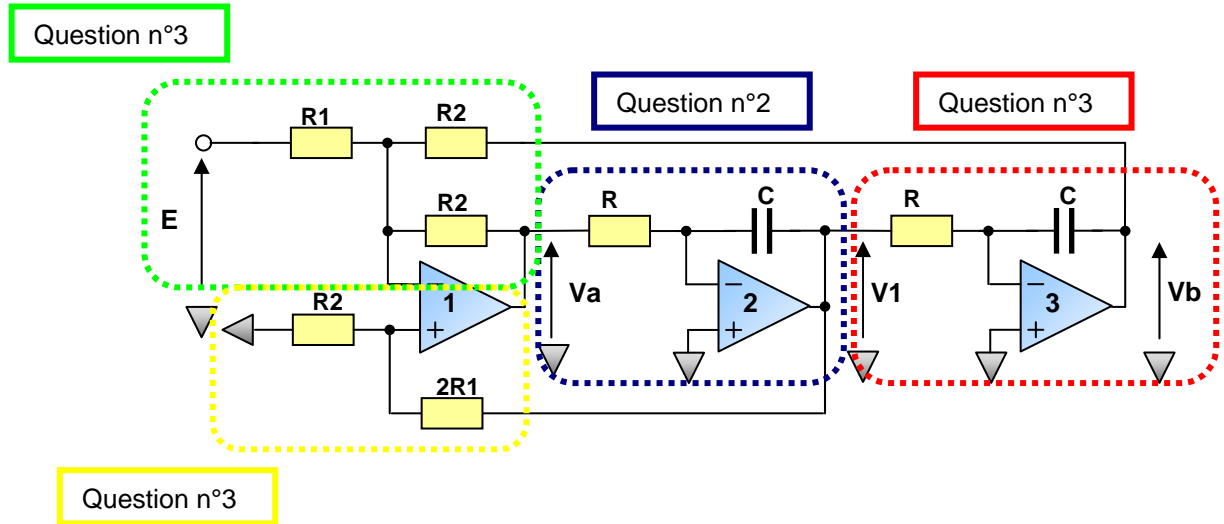 Question n°3
Question n°2
Question n°3
R1
R2
E
R2
R
C
R
C
1
+
R2
Va
−
2
+
V1
−
3
+
Vb
2R1
Question n°3